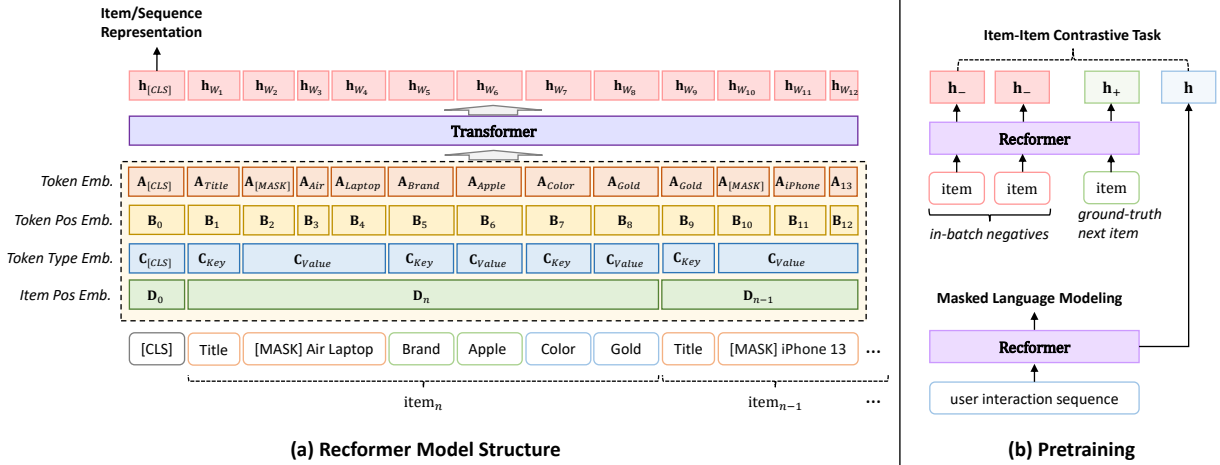 Item/Sequence
Representation
h[CLS] hW1 hW2 hW3 hW4 hW5 hW6 hW7 hW8 hW9 hW10 hW11 hW12
Transformer
Token Emb. A[CLS] ATitle A[MASK] AAir ALaptop ABrand AApple AColor AGold AGold A[MASK] AiPhone A13
Token Pos Emb. B0 B1 B2 B3 B4 B5 B6 B7 B8 B9 B10 B11 B12
Token Type Emb. C[CLS] CKey CValue CKey CValue CKey CValue CKey CValue
Item Pos Emb. D0 Dn Dn−1
[CLS] Title [MASK] Air Laptop Brand Apple Color Gold Title [MASK] iPhone 13 ...
itemn itemn−1 ...
(a) Recformer Model Structure
Item-Item Contrastive Task
h− h− h+ h
Recformer
item item item
in-batch negatives
ground-truth
next item
Masked Language Modeling
Recformer
user interaction sequence
(b) Pretraining